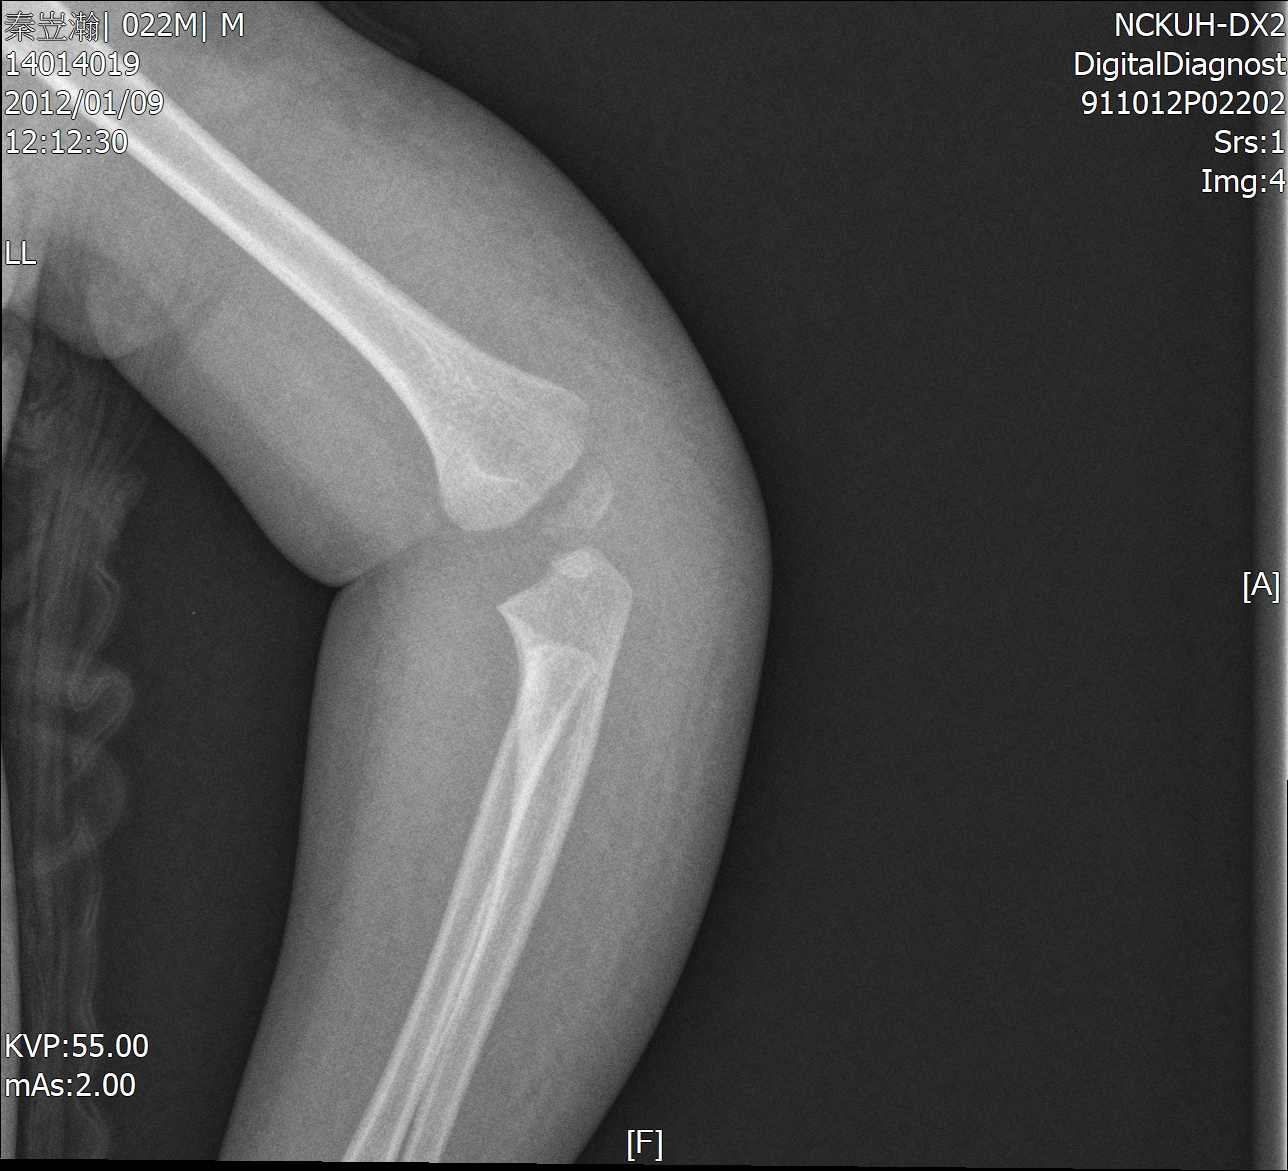 秦岦瀚| 022M| M
14014019
2012/01/09
12:12:30
NCKUH-DX2
DigitalDiagnost
911012P02202
Srs:1
Img:4
LL
[A]
KVP:55.00
mAs:2.00
[F]